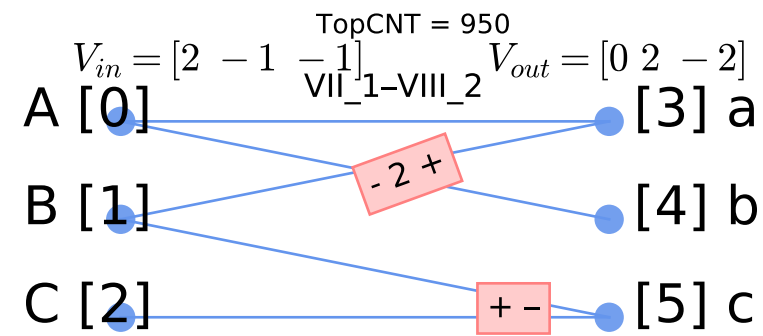 TopCNT = 950
V_in = [2 −1 −1] V_out = [0 2 −2]
VII_1–VIII_2
A [0] [3] a
- 2 +
B [1] [4] b
C [2] + – [5] c